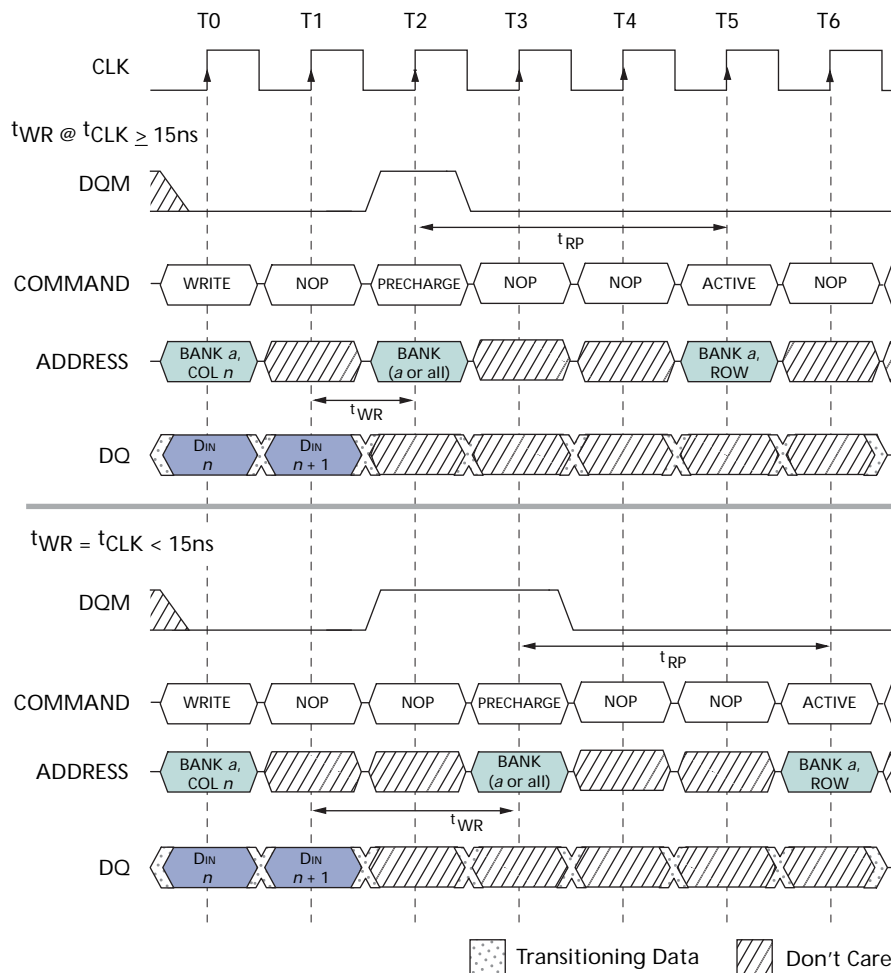 T0 T1 T2 T3 T4 T5 T6
CLK
tWR @ tCLK ≥ 15ns
DQM
tRP
COMMAND WRITE NOP PRECHARGE NOP NOP ACTIVE NOP
ADDRESS BANK a, COL n BANK (a or all) BANK a, ROW
tWR
DQ DIN n DIN n + 1
tWR = tCLK < 15ns
DQM
tRP
COMMAND WRITE NOP NOP PRECHARGE NOP NOP ACTIVE
ADDRESS BANK a, COL n BANK (a or all) BANK a, ROW
tWR
DQ DIN n DIN n + 1
Transitioning Data Don't Care